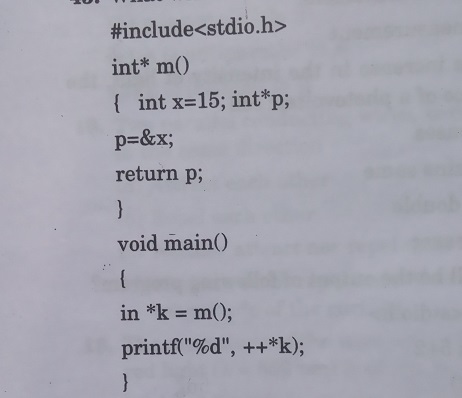 #include<stdio.h>
int* m()
{ int x=15; int*p;
p=&x;
return p;
}
void main()
{
in *k = m();
printf("%d", ++*k);
}